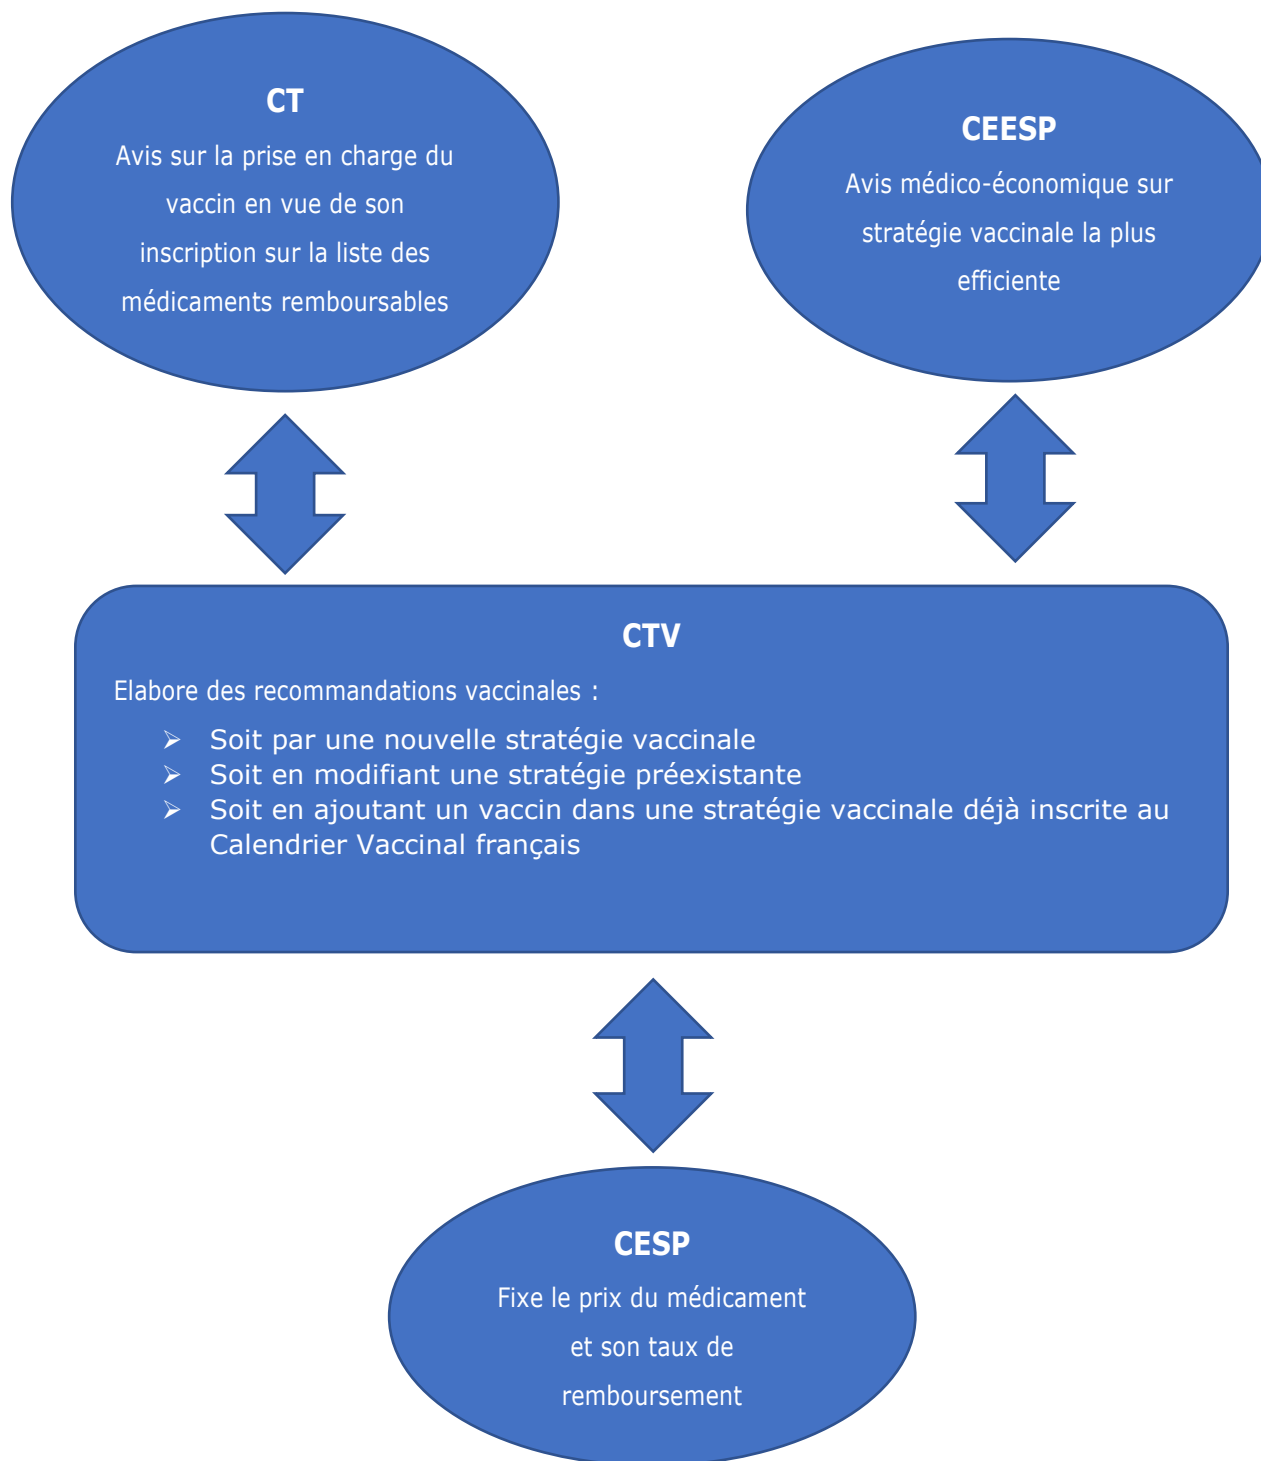 CT
Avis sur la prise en charge du
vaccin en vue de son
inscription sur la liste des
médicaments remboursables
CEESP
Avis médico-économique sur
stratégie vaccinale la plus
efficiente
CTV
Elabore des recommandations vaccinales :
➢ Soit par une nouvelle stratégie vaccinale
➢ Soit en modifiant une stratégie préexistante
➢ Soit en ajoutant un vaccin dans une stratégie vaccinale déjà inscrite au
Calendrier Vaccinal français
CESP
Fixe le prix du médicament
et son taux de
remboursement